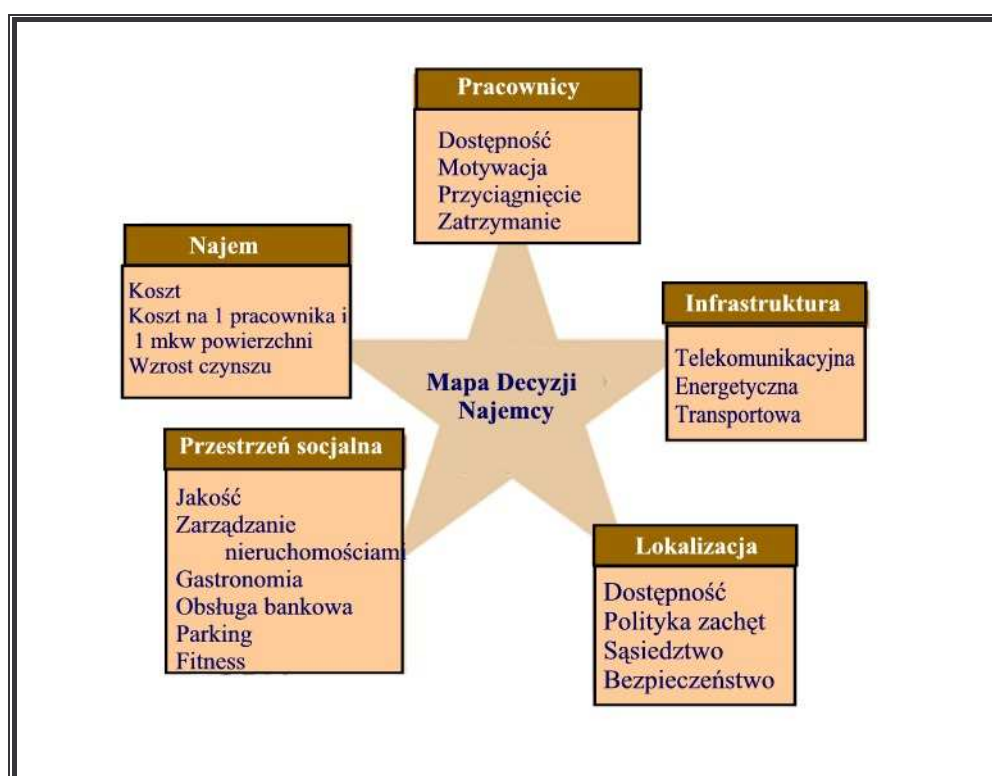 Pracownicy
Dostępność
Motywacja
Przyciągnięcie
Zatrzymanie
Najem
Koszt
Koszt na 1 pracownika i
1 mkw powierzchni
Wzrost czynszu
Infrastruktura
Telekomunikacyjna
Energetyczna
Transportowa
Mapa Decyzji
Najemcy
Przestrzeń socjalna
Jakość
Zarządzanie
nieruchomościami
Gastronomia
Obsługa bankowa
Parking
Fitness
Lokalizacja
Dostępność
Polityka zachęt
Sąsiedztwo
Bezpieczeństwo